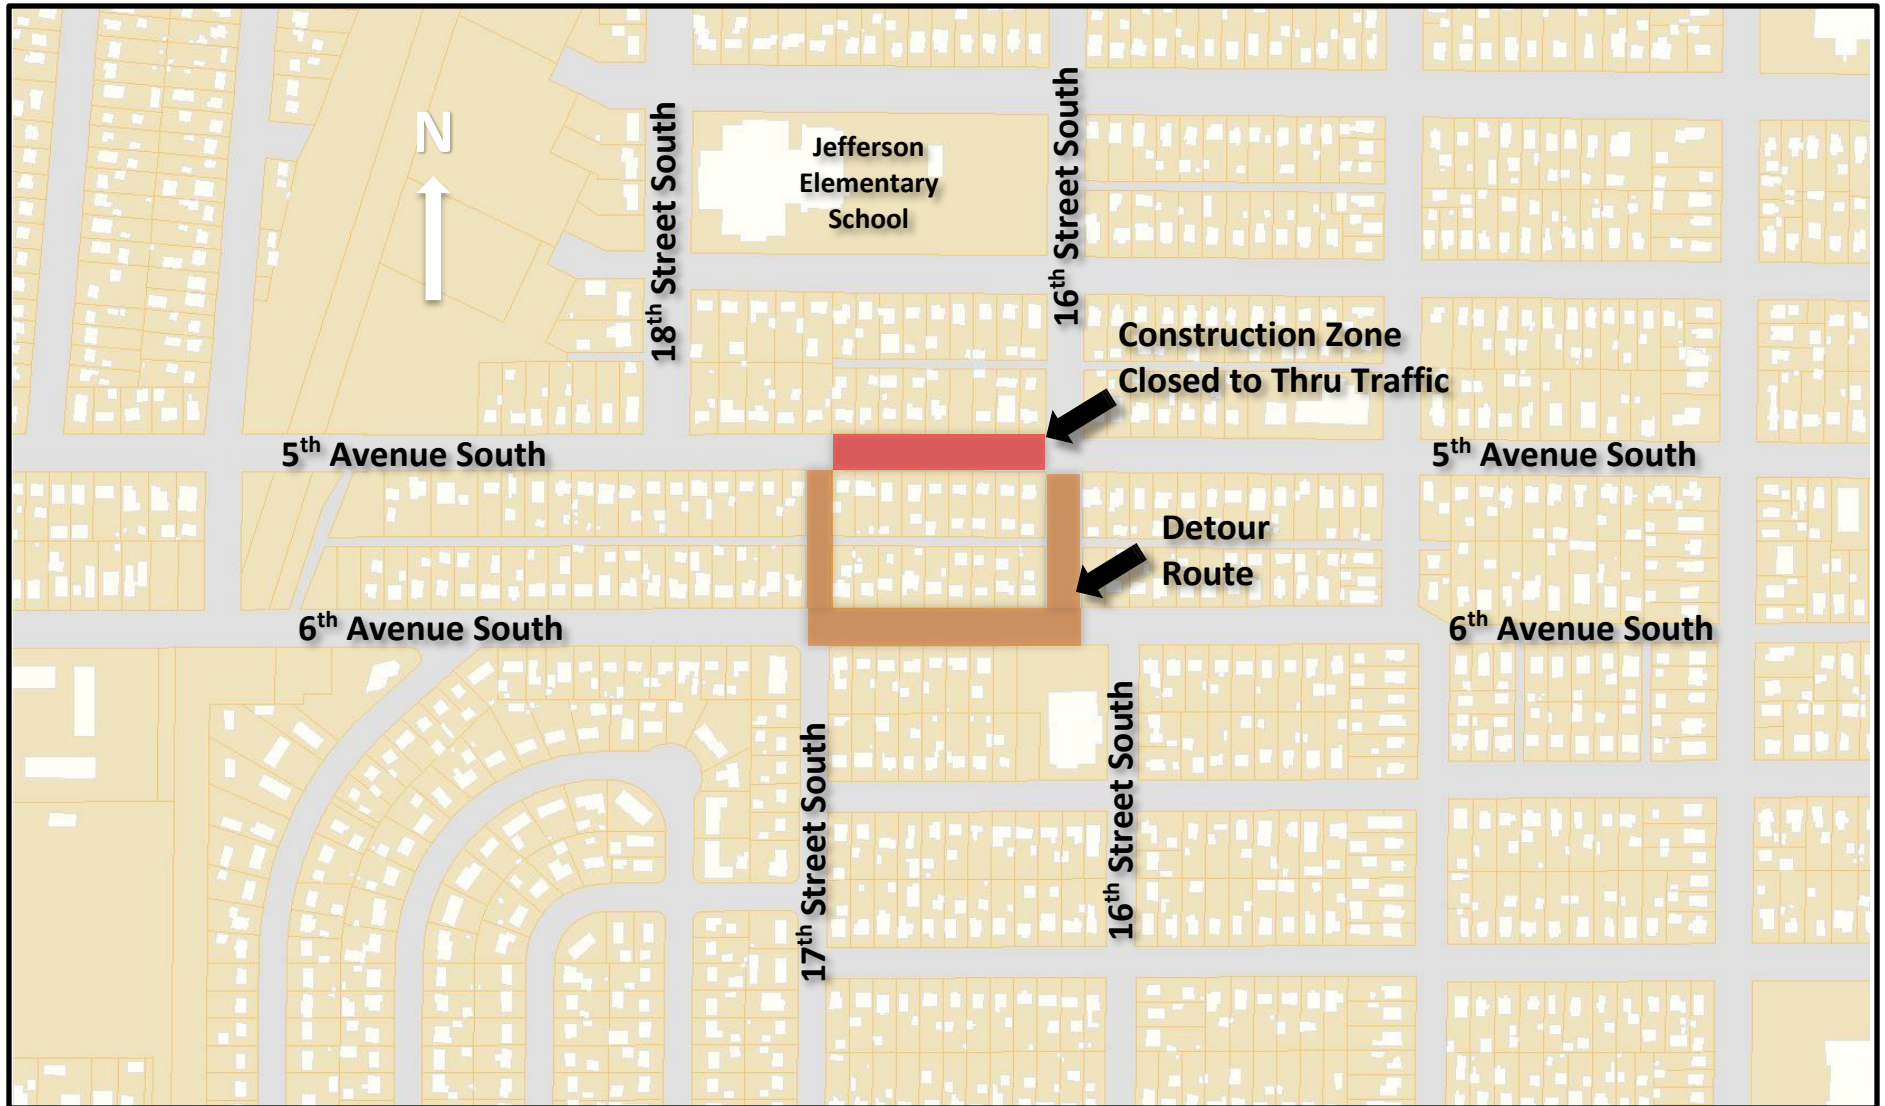 N
18th Street South
Jefferson
Elementary
School
16th Street South
Construction Zone
Closed to Thru Traffic
5th Avenue South
5th Avenue South
Detour
Route
6th Avenue South
6th Avenue South
17th Street South
16th Street South